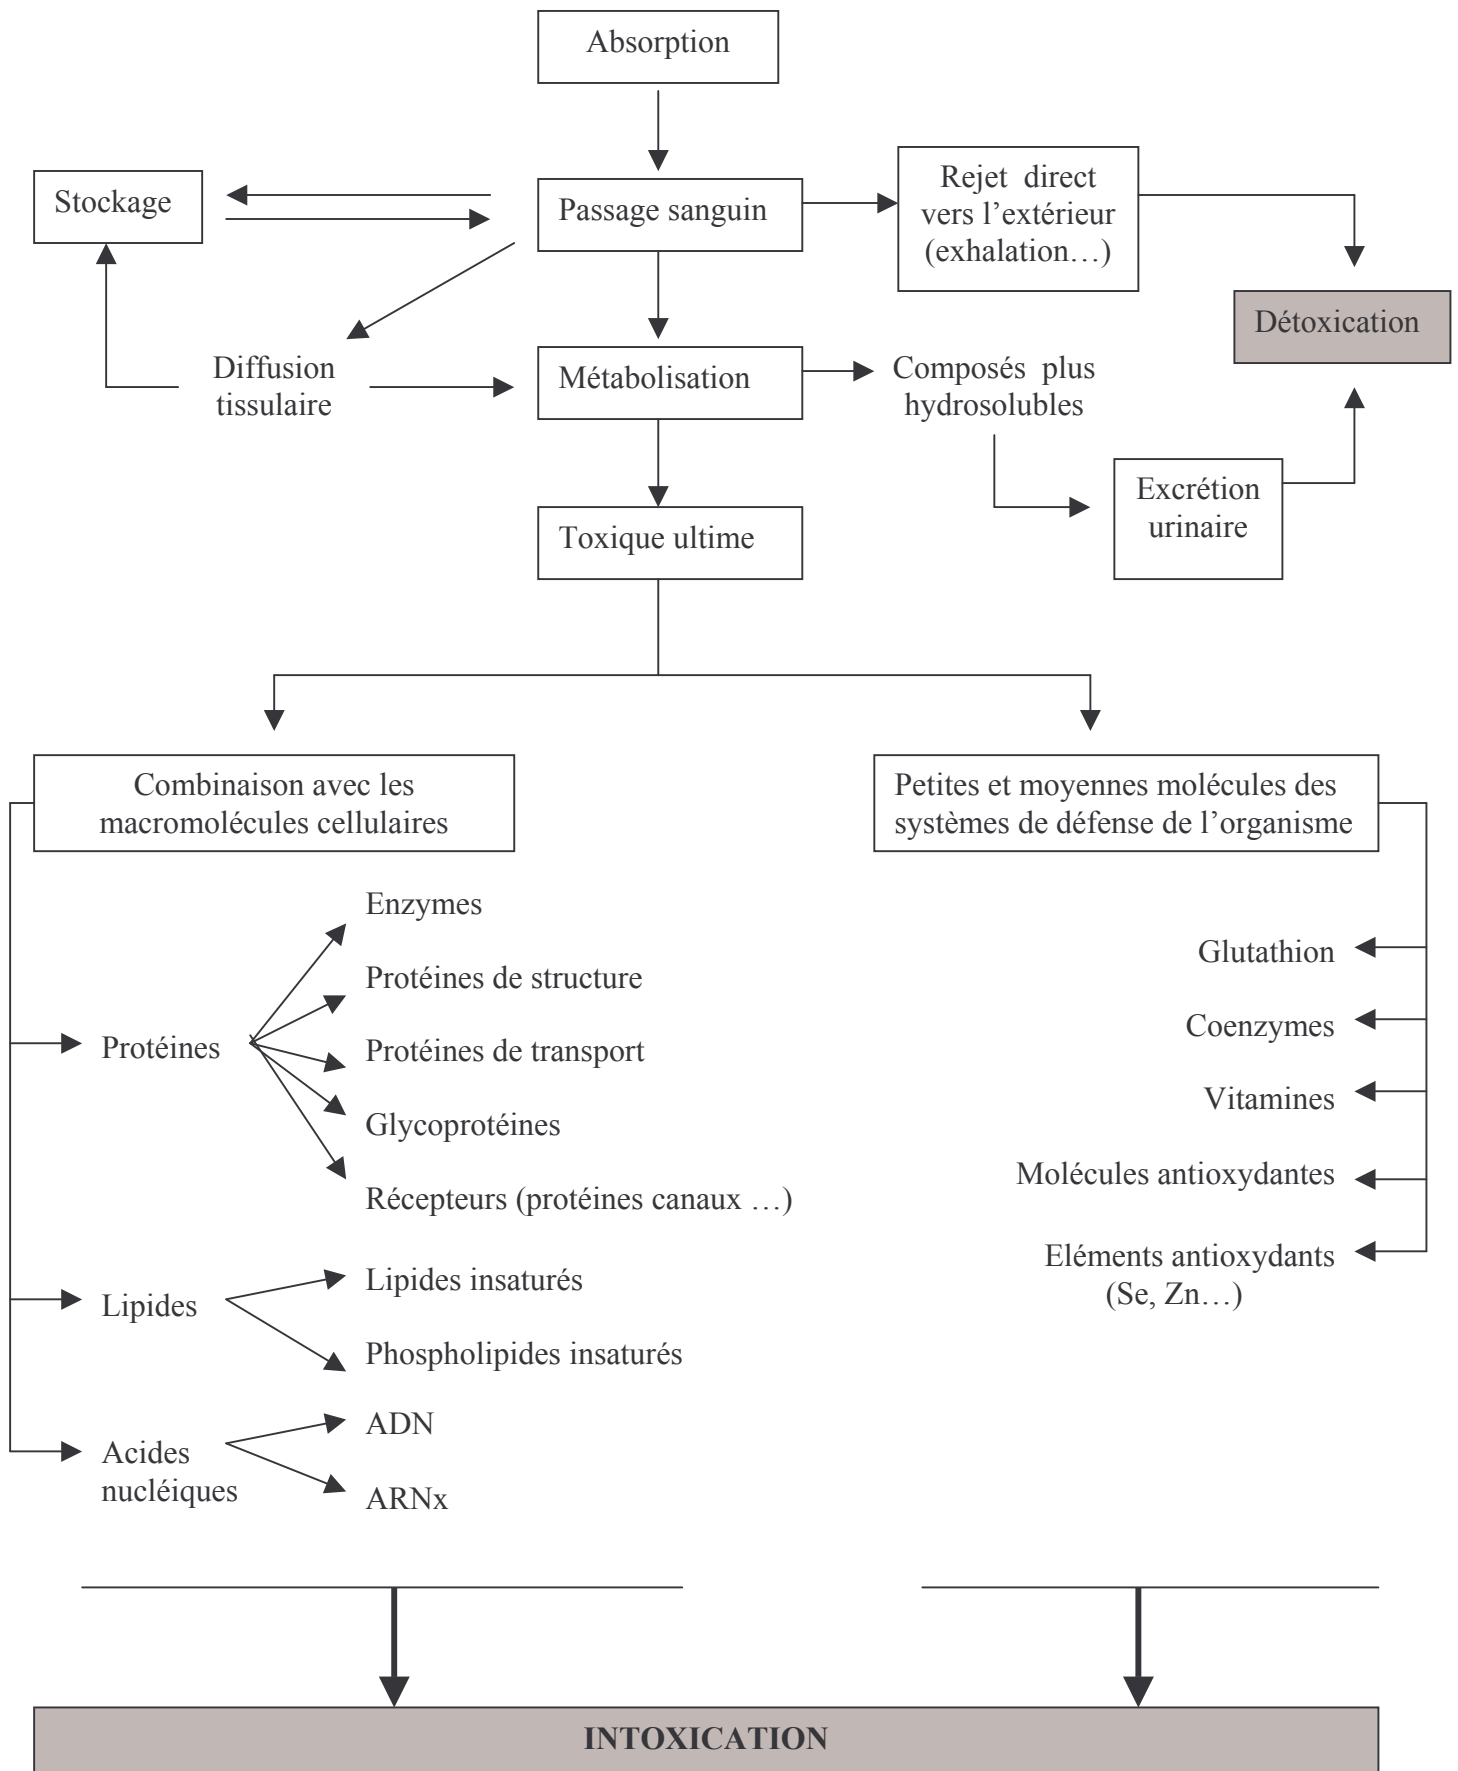 Absorption
Stockage
Passage sanguin
Rejet direct
vers l’extérieur
(exhalation…)
Détoxication
Diffusion
tissulaire
Métabolisation
Composés plus
hydrosolubles
Excrétion
urinaire
Toxique ultime
Combinaison avec les
macromolécules cellulaires
Petites et moyennes molécules des
systèmes de défense de l’organisme
Enzymes
Protéines de structure
Protéines
Protéines de transport
Glycoprotéines
Récepteurs (protéines canaux …)
Lipides
Lipides insaturés
Phospholipides insaturés
Acides
nucléiques
ADN
ARNx
Glutathion
Coenzymes
Vitamines
Molécules antioxydantes
Eléments antioxydants
(Se, Zn…)
INTOXICATION